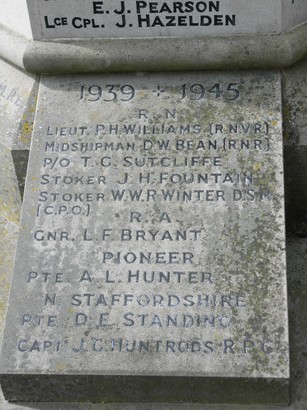 E. J. PEARSON
LCE CPL. J. HAZELDEN
1939 + 1945
R. N.
LIEUT. P.H. WILLIAMS. (R.N.V.R)
MIDSHIPMAN D.W. BEAN. (R.N.R)
P/O T. G. SUTCLIFFE
STOKER J. H. FOUNTAIN
STOKER W.W.R WINTER D.S.M
(C.P.O.)
R. A.
GNR. L. F. BRYANT
PIONEER
PTE A. L. HUNTER
N. STAFFORDSHIRE
PTE D. E. STANDING
CAPT J. G. HUNTRODS R.P.C